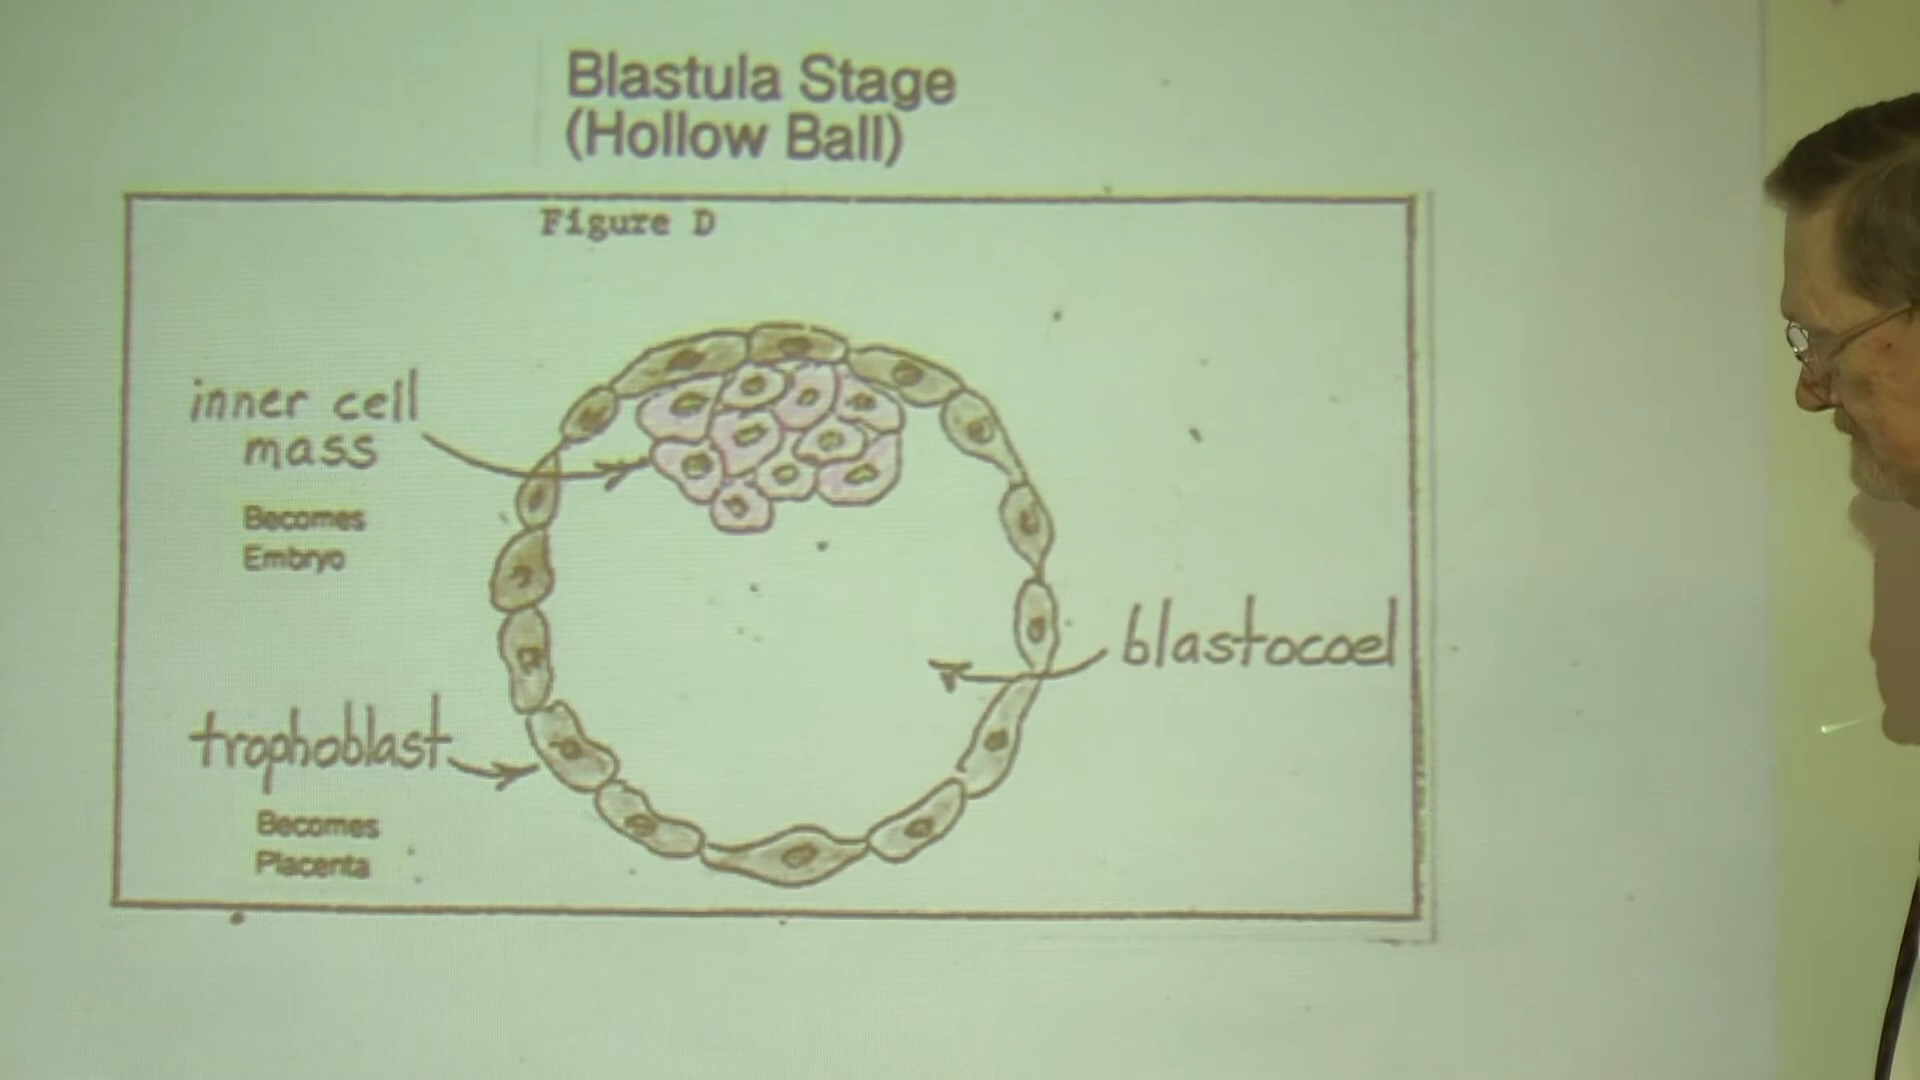 Blastula Stage
(Hollow Ball)
Figure D
inner cell
mass
Becomes
Embryo
blastocoel
trophoblast
Becomes
Placenta